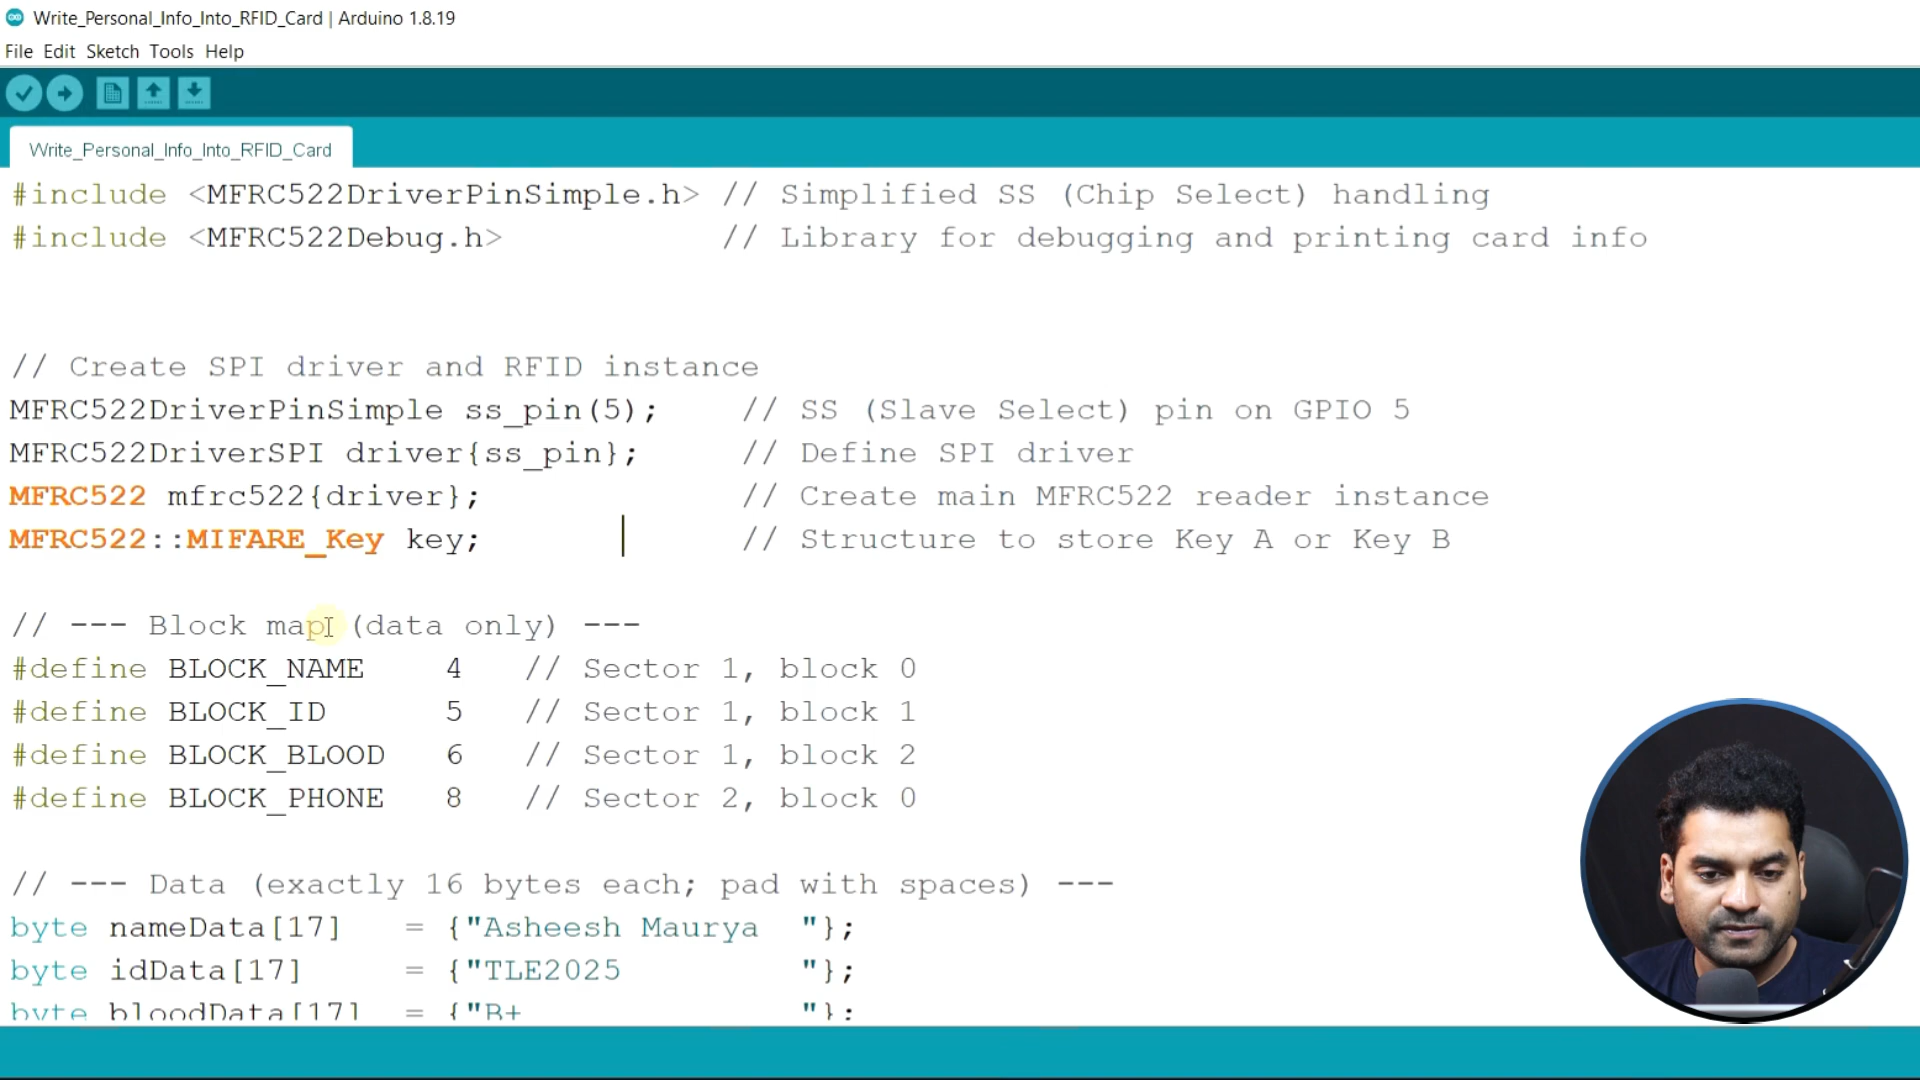 Write_Personal_Info_Into_RFID_Card | Arduino 1.8.19
File Edit Sketch Tools Help
Write_Personal_Info_Into_RFID_Card
#include <MFRC522DriverPinSimple.h> // Simplified SS (Chip Select) handling
#include <MFRC522Debug.h> // Library for debugging and printing card info
// Create SPI driver and RFID instance
MFRC522DriverPinSimple ss_pin(5); // SS (Slave Select) pin on GPIO 5
MFRC522DriverSPI driver{ss_pin}; // Define SPI driver
MFRC522 mfrc522{driver}; // Create main MFRC522 reader instance
MFRC522::MIFARE_Key key; // Structure to store Key A or Key B
// --- Block map (data only) ---
#define BLOCK_NAME 4 // Sector 1, block 0
#define BLOCK_ID 5 // Sector 1, block 1
#define BLOCK_BLOOD 6 // Sector 1, block 2
#define BLOCK_PHONE 8 // Sector 2, block 0
// --- Data (exactly 16 bytes each; pad with spaces) ---
byte nameData[17] = {"Asheesh Maurya  "};
byte idData[17] = {"TLE2025         "};
byte bloodData[17] = {"B+              "};